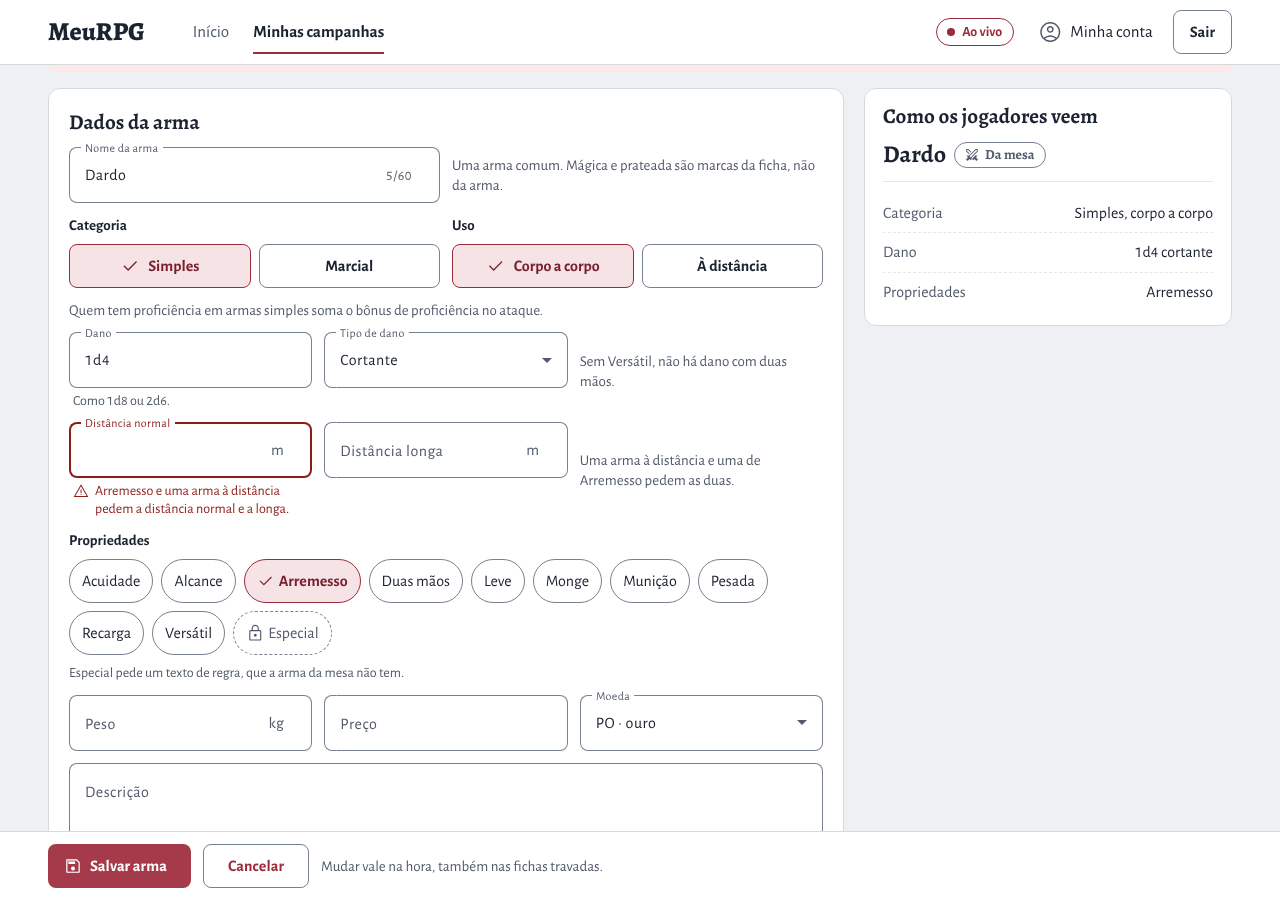 MeuRPG
Início
Minhas campanhas
Ao vivo
Minha conta
Sair
Dados da arma
Nome da arma
Dardo
5/60
Uma arma comum. Mágica e prateada são marcas da ficha, não
da arma.
Categoria
Uso
Simples
Marcial
Corpo a corpo
À distância
Quem tem proficiência em armas simples soma o bônus de proficiência no ataque.
Dano
1d4
Tipo de dano
Cortante
Sem Versátil, não há dano com duas
mãos.
Como 1d8 ou 2d6.
Distância normal
m
Distância longa
m
Uma arma à distância e uma de
Arremesso pedem as duas.
Arremesso e uma arma à distância
pedem a distância normal e a longa.
Propriedades
Acuidade
Alcance
Arremesso
Duas mãos
Leve
Monge
Munição
Pesada
Recarga
Versátil
Especial
Especial pede um texto de regra, que a arma da mesa não tem.
Peso
kg
Preço
Moeda
PO · ouro
Descrição
Como os jogadores veem
Dardo
Da mesa
Categoria
Simples, corpo a corpo
Dano
1d4 cortante
Propriedades
Arremesso
Salvar arma
Cancelar
Mudar vale na hora, também nas fichas travadas.